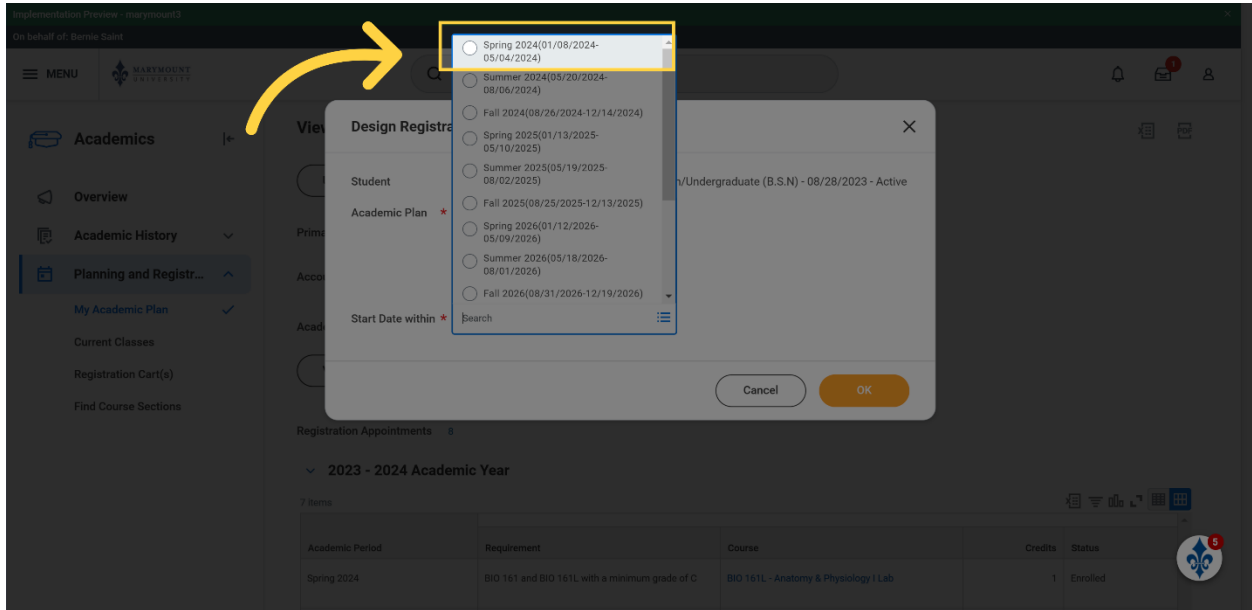 Implementation Preview - marymount3
On behalf of: Bernie Saint
MENU
MARYMOUNT
UNIVERSITY
1
Academics
Overview
Academic History
Planning and Registr...
My Academic Plan
Current Classes
Registration Cart(s)
Find Course Sections
Design Registra
Student
n/Undergraduate (B.S.N) - 08/28/2023 - Active
Academic Plan *
Start Date within *
Spring 2024(01/08/2024-
05/04/2024)
Summer 2024(05/20/2024-
08/06/2024)
Fall 2024(08/26/2024-12/14/2024)
Spring 2025(01/13/2025-
05/10/2025)
Summer 2025(05/19/2025-
08/02/2025)
Fall 2025(08/25/2025-12/13/2025)
Spring 2026(01/12/2026-
05/09/2026)
Summer 2026(05/18/2026-
08/01/2026)
Fall 2026(08/31/2026-12/19/2026)
Search
Cancel
OK
Registration Appointments 8
2023 - 2024 Academic Year
7 items
Academic Period Requirement Course Credits Status
Spring 2024 BIO 161 and BIO 161L with a minimum grade of C BIO 161L - Anatomy & Physiology I Lab 1 Enrolled
5